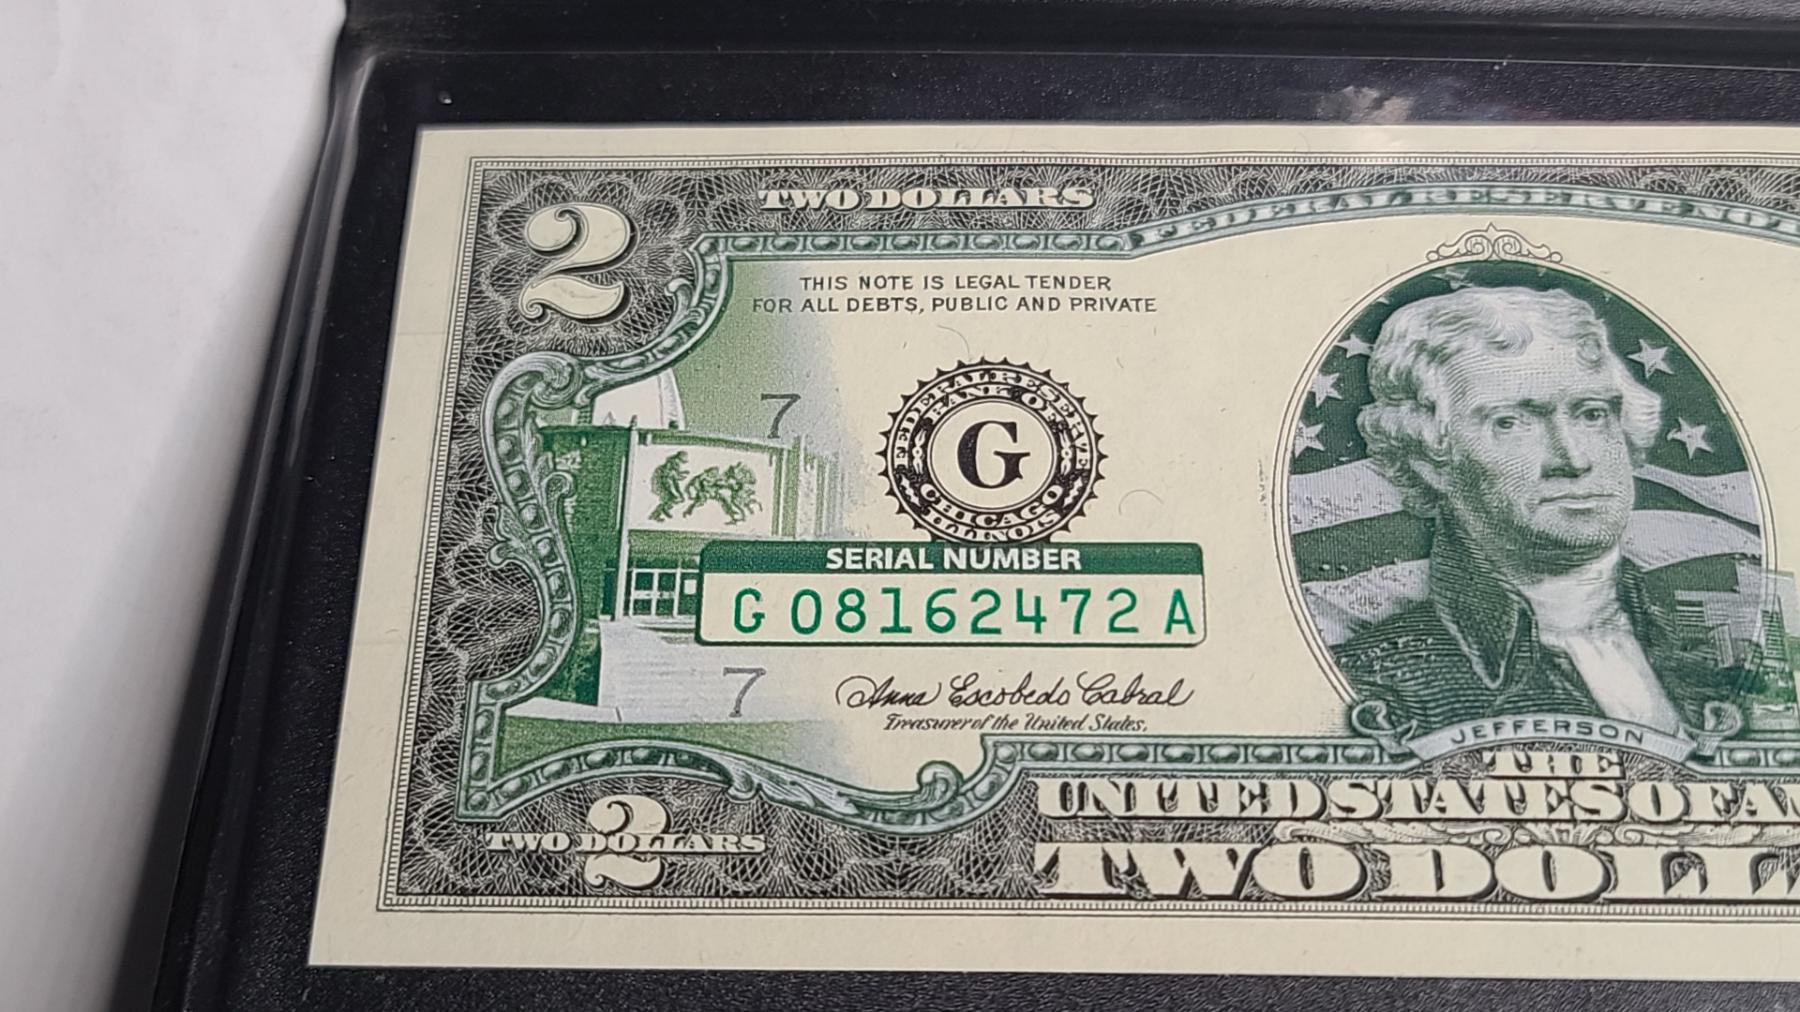 2
TWO DOLLARS
FEDERAL RESERVE
THIS NOTE IS LEGAL TENDER
FOR ALL DEBTS, PUBLIC AND PRIVATE
7
FEDERAL RESERVE
BANK OF
G
CHICAGO
ILLINOIS
SERIAL NUMBER
G 08162472 A
7
Anna Escobedo Cabral
Treasurer of the United States.
JEFFERSON
THE
UNITED STATES OF
2
TWO DOLLARS
TWO